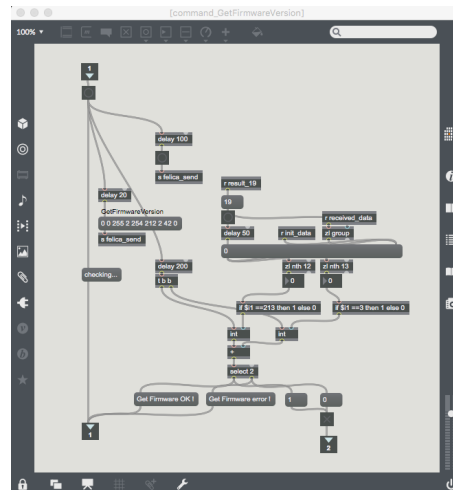 [command_GetFirmwareVersion]
100%
1
delay 100
s felica_send
delay 20
GetFirmwareVersion
0 0 255 2 254 212 2 42 0
s felica_send
r result_19
19
r received_data
delay 50
r init_data
zl group
0
checking...
delay 200
t b b
zl nth 12
zl nth 13
0
0
if $i1 ==213 then 1 else 0
if $i1 ==3 then 1 else 0
int
int
+
select 2
Get Firmware OK !
Get Firmware error !
1
0
1
2